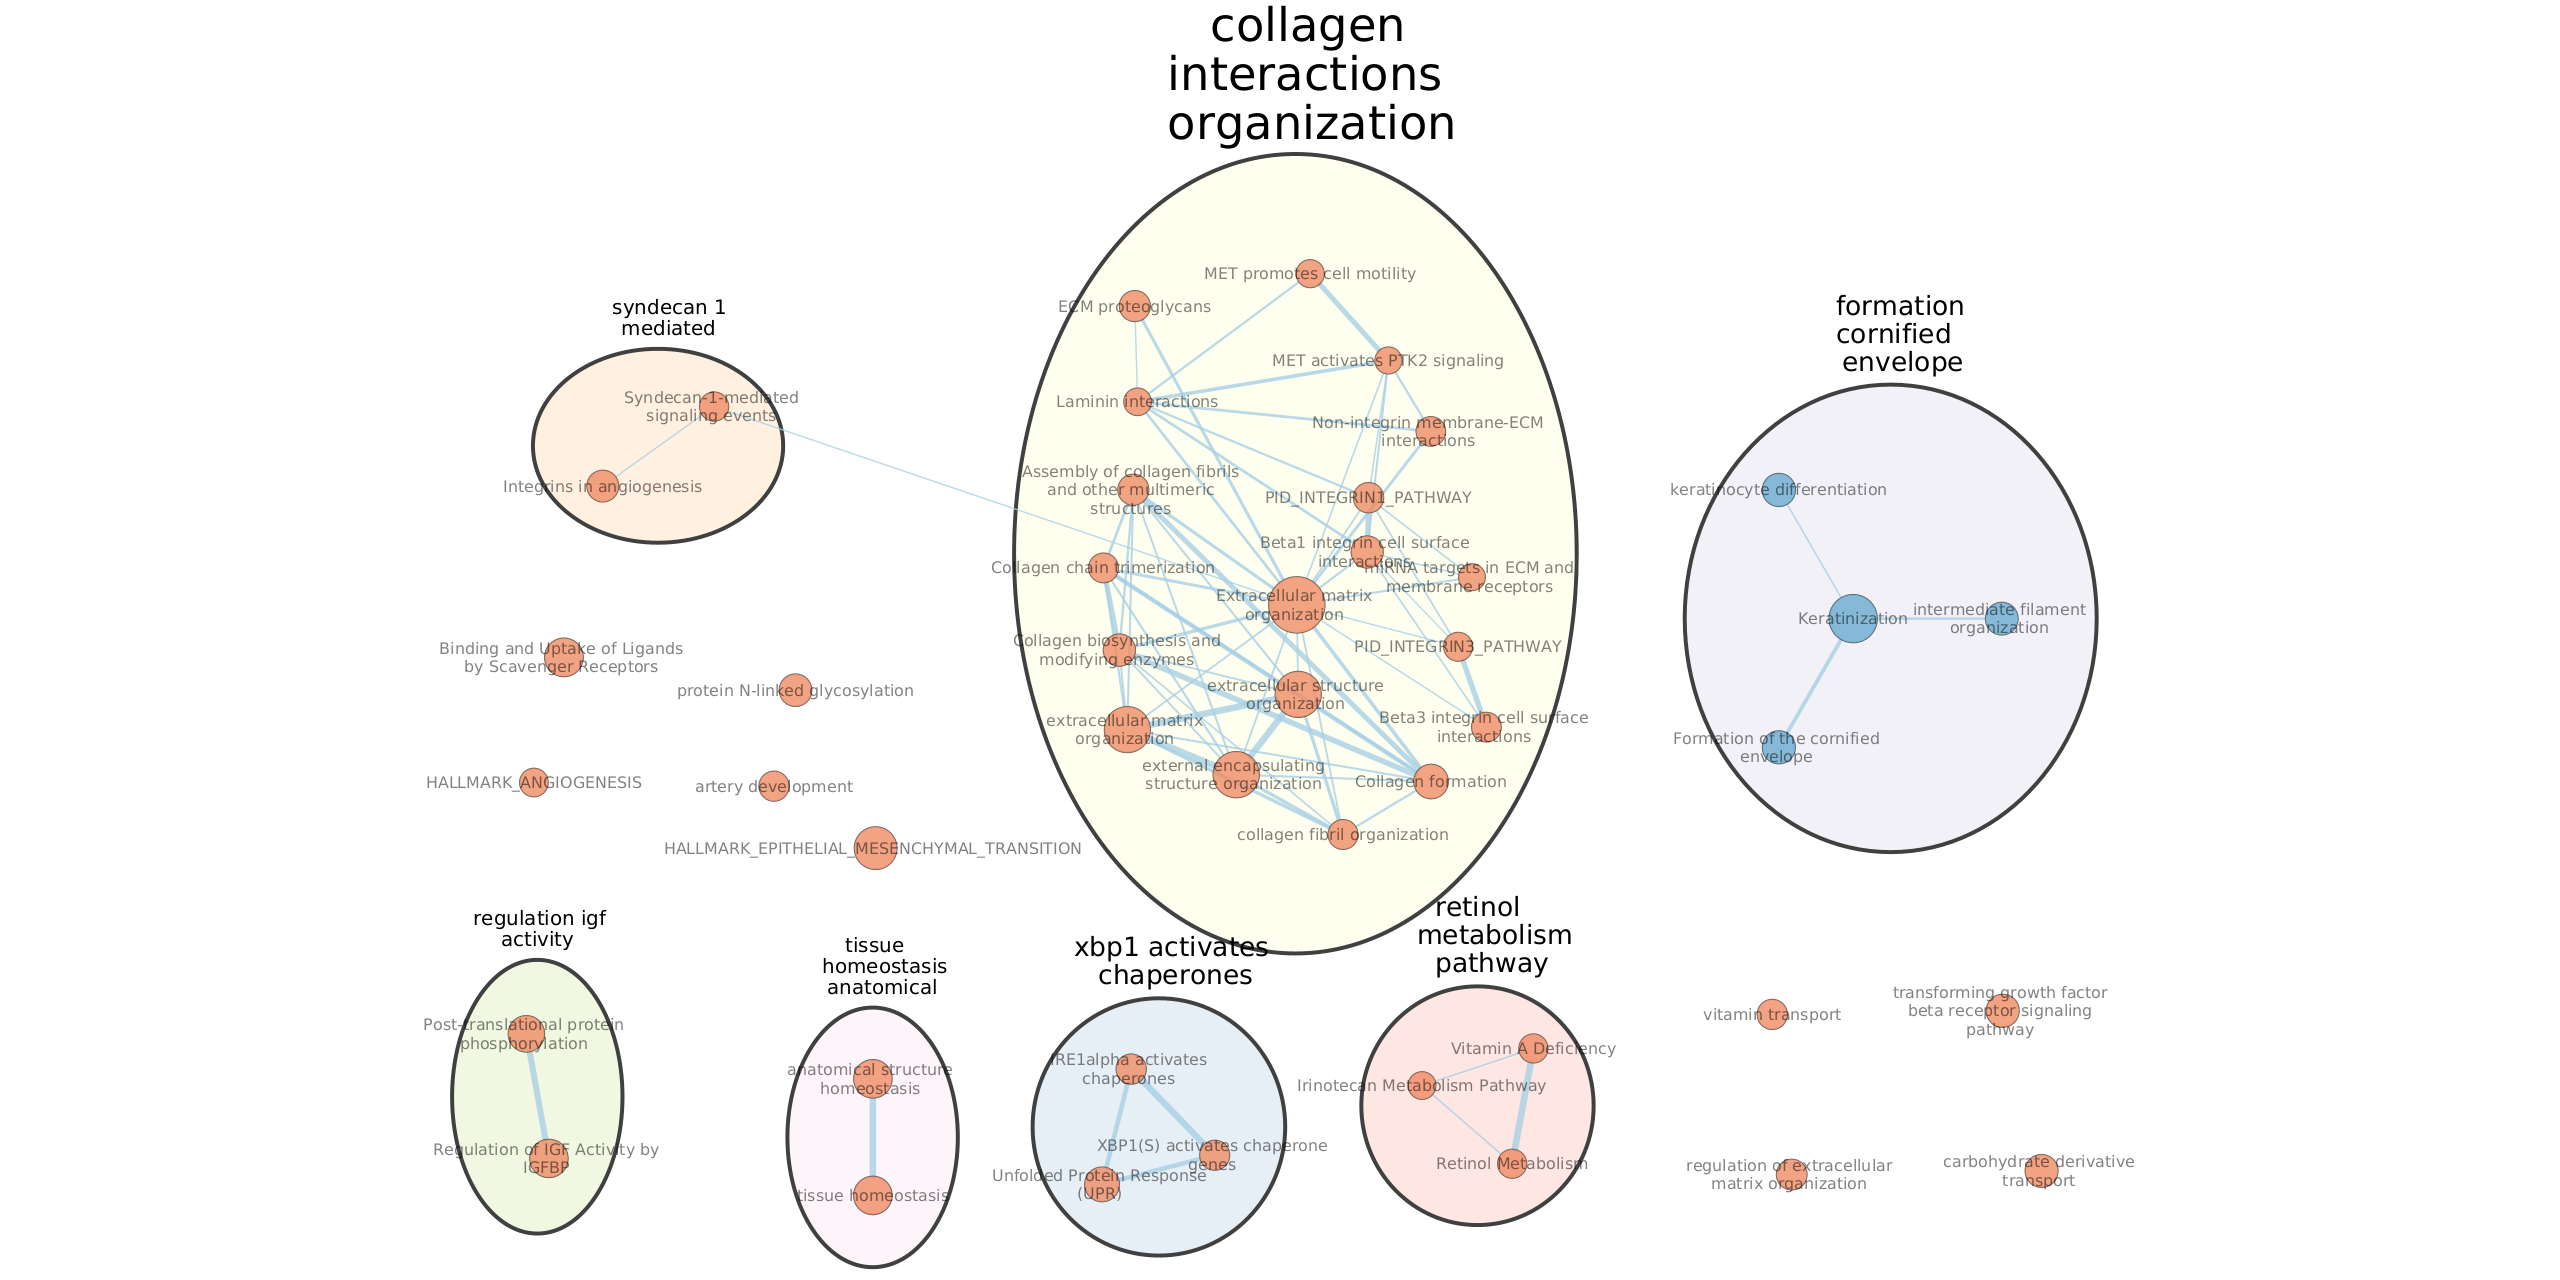 collagen
interactions
organization
MET promotes cell motility
ECM proteoglycans
MET activates PTK2 signaling
Laminin interactions
Non-integrin membrane-ECM
interactions
Assembly of collagen fibrils
and other multimeric
structures
PID_INTEGRIN1_PATHWAY
Beta1 integrin cell surface
interactions
miRNA targets in ECM and
membrane receptors
Collagen chain trimerization
Extracellular matrix
organization
Collagen biosynthesis and
modifying enzymes
PID_INTEGRIN3_PATHWAY
extracellular structure
organization
extracellular matrix
organization
Beta3 integrin cell surface
interactions
external encapsulating
structure organization
Collagen formation
collagen fibril organization
syndecan 1
mediated
Syndecan-1-mediated
signaling events
Integrins in angiogenesis
formation
cornified
envelope
keratinocyte differentiation
Keratinization
intermediate filament
organization
Formation of the cornified
envelope
Binding and Uptake of Ligands
by Scavenger Receptors
protein N-linked glycosylation
HALLMARK_ANGIOGENESIS
artery development
HALLMARK_EPITHELIAL_MESENCHYMAL_TRANSITION
regulation igf
activity
Post-translational protein
phosphorylation
Regulation of IGF Activity by
IGFBP
tissue
homeostasis
anatomical
anatomical structure
homeostasis
tissue homeostasis
xbp1 activates
chaperones
IRE1alpha activates
chaperones
XBP1(S) activates chaperone
genes
Unfolded Protein Response
(UPR)
retinol
metabolism
pathway
Vitamin A Deficiency
Irinotecan Metabolism Pathway
Retinol Metabolism
vitamin transport
transforming growth factor
beta receptor signaling
pathway
regulation of extracellular
matrix organization
carbohydrate derivative
transport